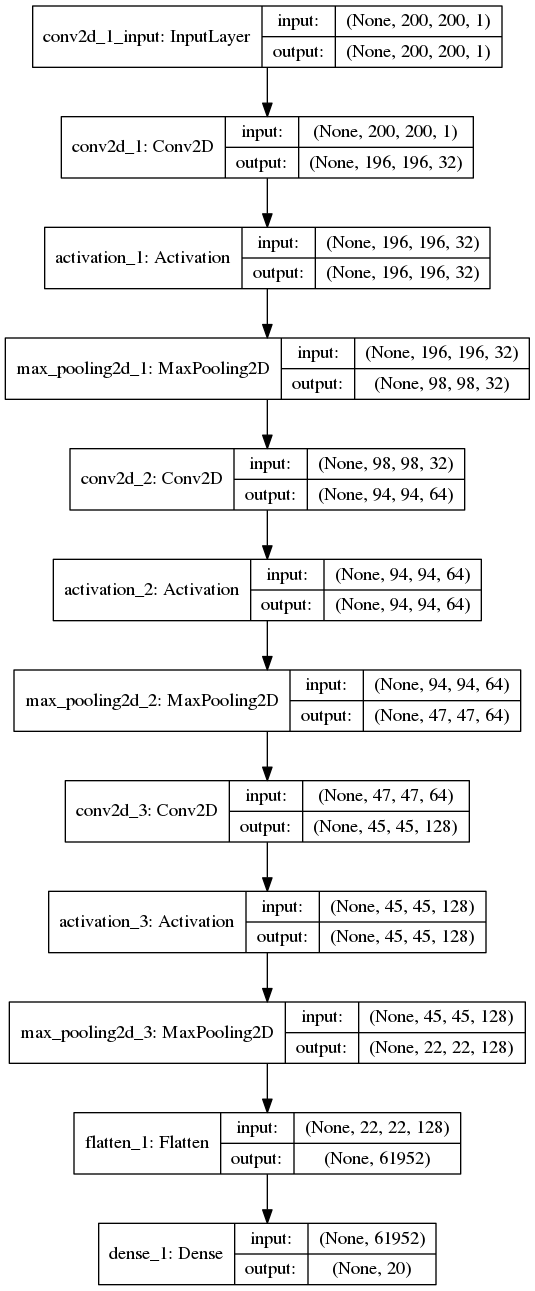 conv2d_1_input: InputLayer
input: (None, 200, 200, 1)
output: (None, 200, 200, 1)
conv2d_1: Conv2D
input: (None, 200, 200, 1)
output: (None, 196, 196, 32)
activation_1: Activation
input: (None, 196, 196, 32)
output: (None, 196, 196, 32)
max_pooling2d_1: MaxPooling2D
input: (None, 196, 196, 32)
output: (None, 98, 98, 32)
conv2d_2: Conv2D
input: (None, 98, 98, 32)
output: (None, 94, 94, 64)
activation_2: Activation
input: (None, 94, 94, 64)
output: (None, 94, 94, 64)
max_pooling2d_2: MaxPooling2D
input: (None, 94, 94, 64)
output: (None, 47, 47, 64)
conv2d_3: Conv2D
input: (None, 47, 47, 64)
output: (None, 45, 45, 128)
activation_3: Activation
input: (None, 45, 45, 128)
output: (None, 45, 45, 128)
max_pooling2d_3: MaxPooling2D
input: (None, 45, 45, 128)
output: (None, 22, 22, 128)
flatten_1: Flatten
input: (None, 22, 22, 128)
output: (None, 61952)
dense_1: Dense
input: (None, 61952)
output: (None, 20)